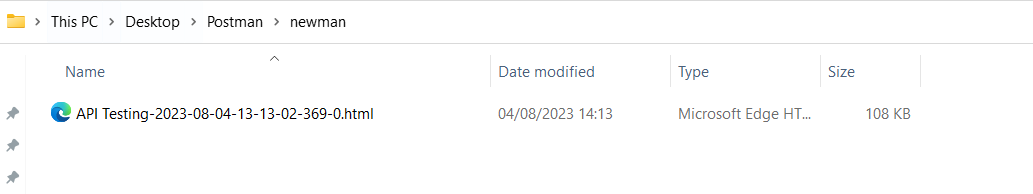 This PC > Desktop > Postman > newman
Name Date modified Type Size
API Testing-2023-08-04-13-13-02-369-0.html 04/08/2023 14:13 Microsoft Edge HT... 108 KB